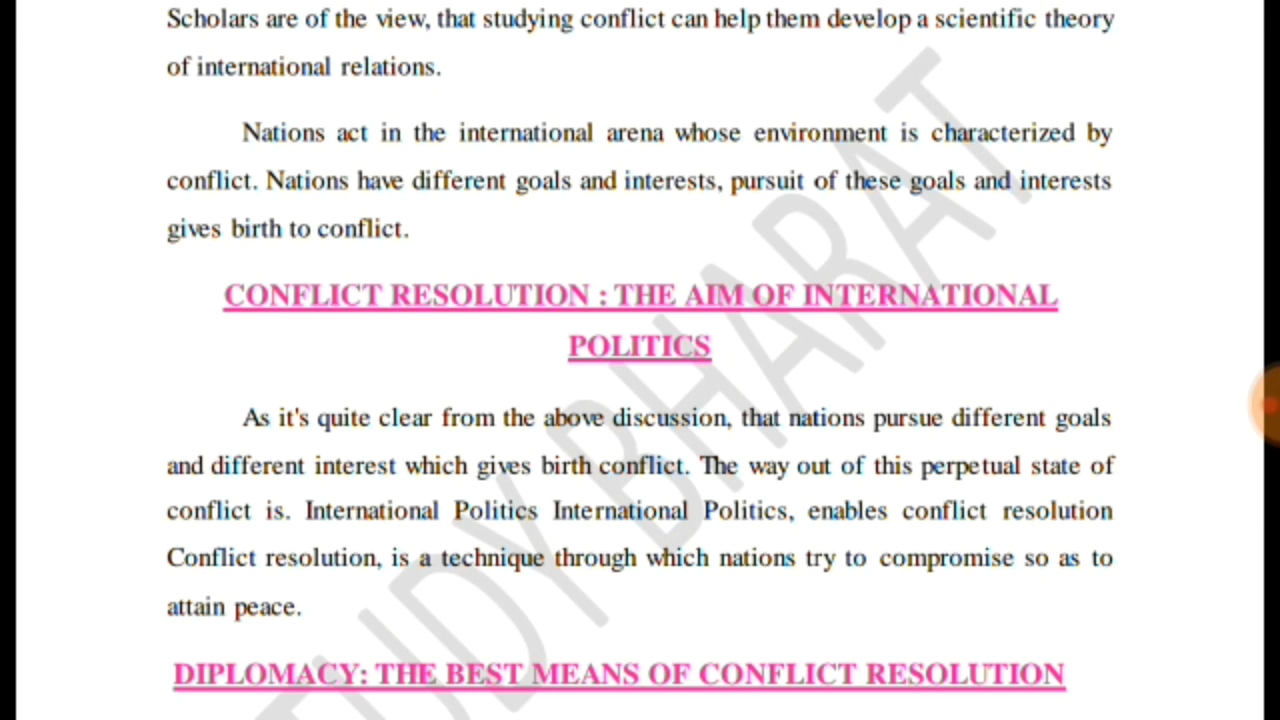 Scholars are of the view, that studying conflict can help them develop a scientific theory
of international relations.
Nations act in the international arena whose environment is characterized by
conflict. Nations have different goals and interests, pursuit of these goals and interests
gives birth to conflict.
CONFLICT RESOLUTION : THE AIM OF INTERNATIONAL
POLITICS
As it's quite clear from the above discussion, that nations pursue different goals
and different interest which gives birth conflict. The way out of this perpetual state of
conflict is. International Politics International Politics, enables conflict resolution
Conflict resolution, is a technique through which nations try to compromise so as to
attain peace.
DIPLOMACY: THE BEST MEANS OF CONFLICT RESOLUTION
TUDY BHARAT